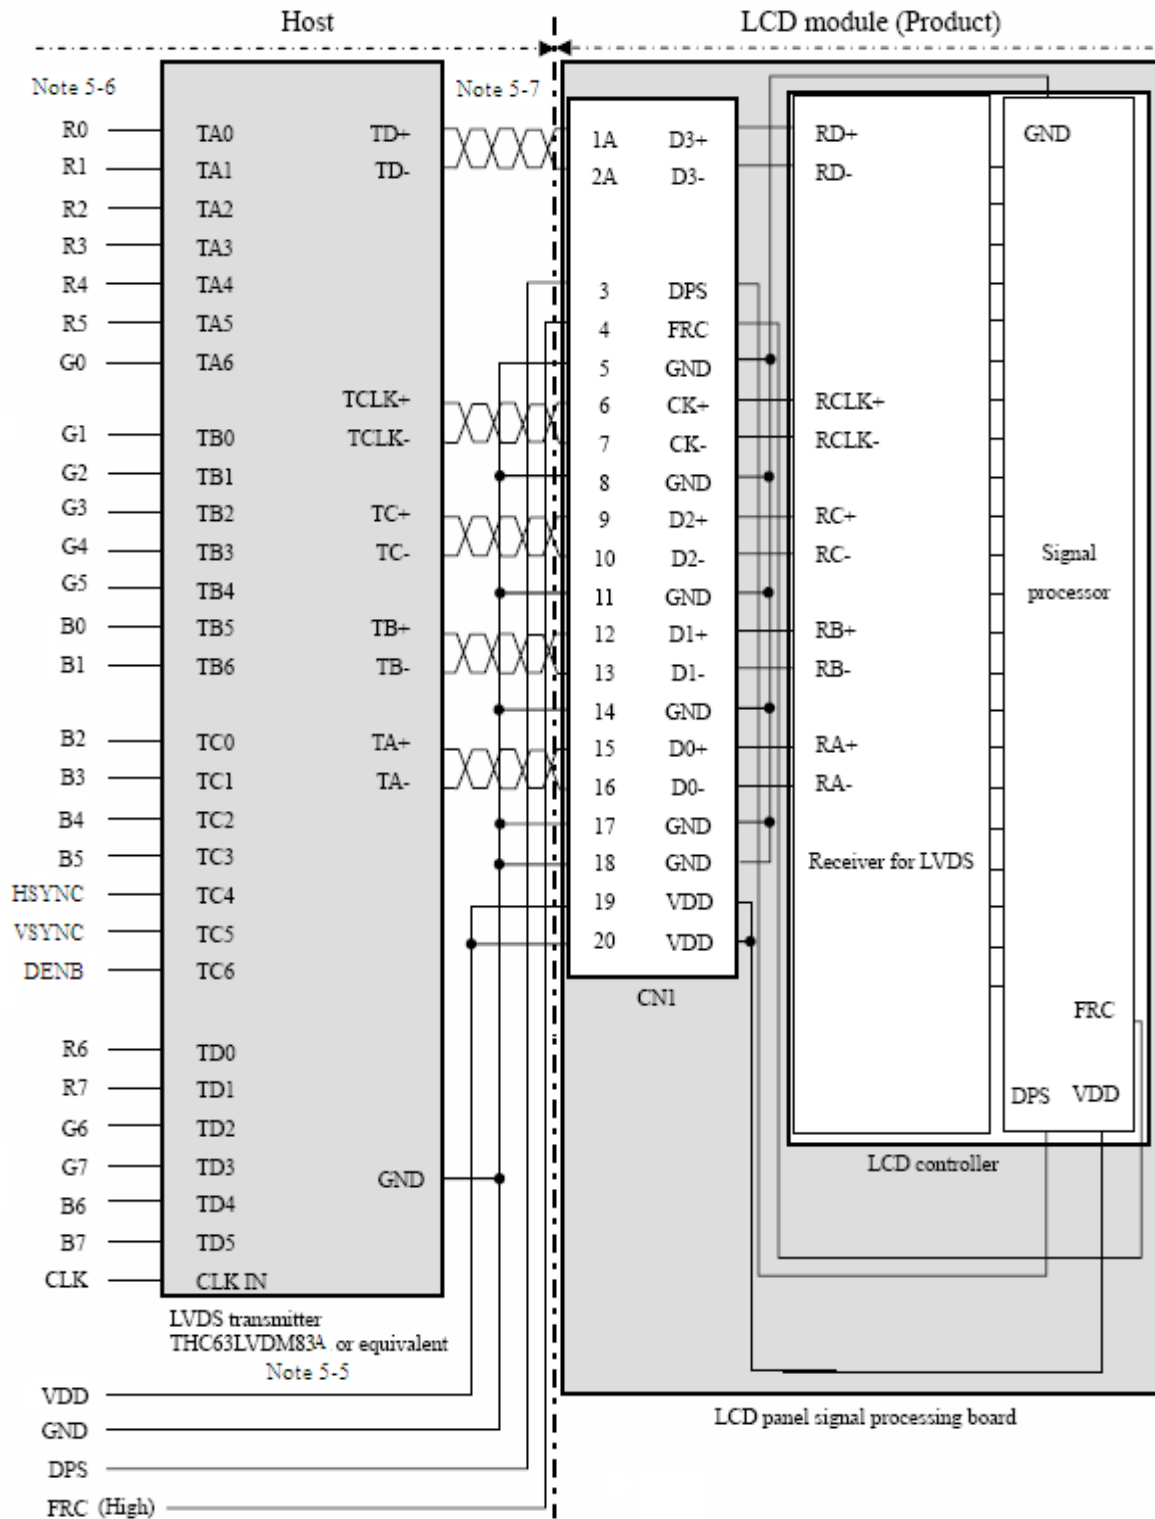 Host LCD module (Product)
Note 5-6 Note 5-7
R0 TA0 TD+ 1A D3+ RD+ GND
R1 TA1 TD- 2A D3- RD-
R2 TA2
R3 TA3
R4 TA4 3 DPS
R5 TA5 4 FRC
G0 TA6 5 GND
TCLK+ 6 CK+ RCLK+
G1 TB0 TCLK- 7 CK- RCLK-
G2 TB1 8 GND
G3 TB2 TC+ 9 D2+ RC+
G4 TB3 TC- 10 D2- RC- Signal
G5 TB4 11 GND processor
B0 TB5 TB+ 12 D1+ RB+
B1 TB6 TB- 13 D1- RB-
14 GND
B2 TC0 TA+ 15 D0+ RA+
B3 TC1 TA- 16 D0- RA-
B4 TC2 17 GND
B5 TC3 18 GND Receiver for LVDS
HSYNC TC4 19 VDD
VSYNC TC5 20 VDD
DENB TC6
CN1
FRC
R6 TD0
R7 TD1 DPS VDD
G6 TD2
G7 TD3 GND LCD controller
B6 TD4
B7 TD5
CLK CLK IN
LVDS transmitter
THC63LVDM83A or equivalent
Note 5-5
VDD
LCD panel signal processing board
GND
DPS
FRC (High)